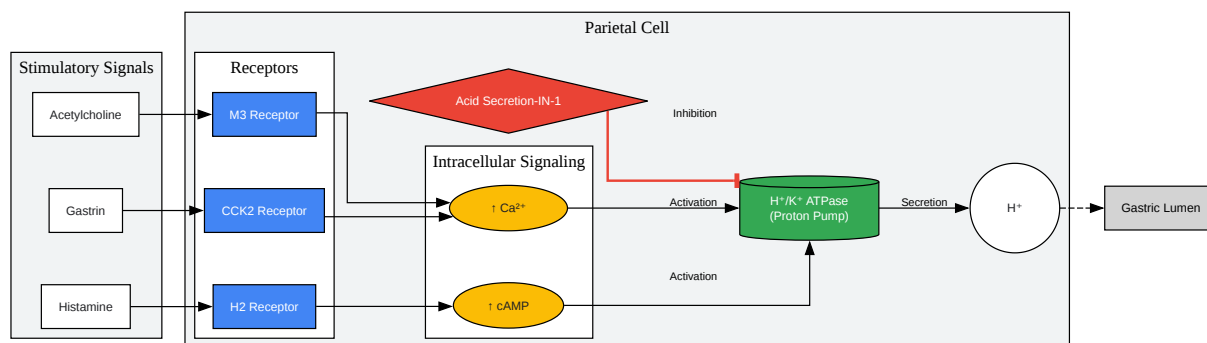 Parietal Cell
Stimulatory Signals
Receptors
Acetylcholine
M3 Receptor
Acid Secretion-IN-1
Inhibition
Intracellular Signaling
Gastrin
CCK2 Receptor
↑ Ca²⁺
Activation
H⁺/K⁺ ATPase
(Proton Pump)
Secretion
H⁺
Gastric Lumen
Histamine
H2 Receptor
↑ cAMP
Activation